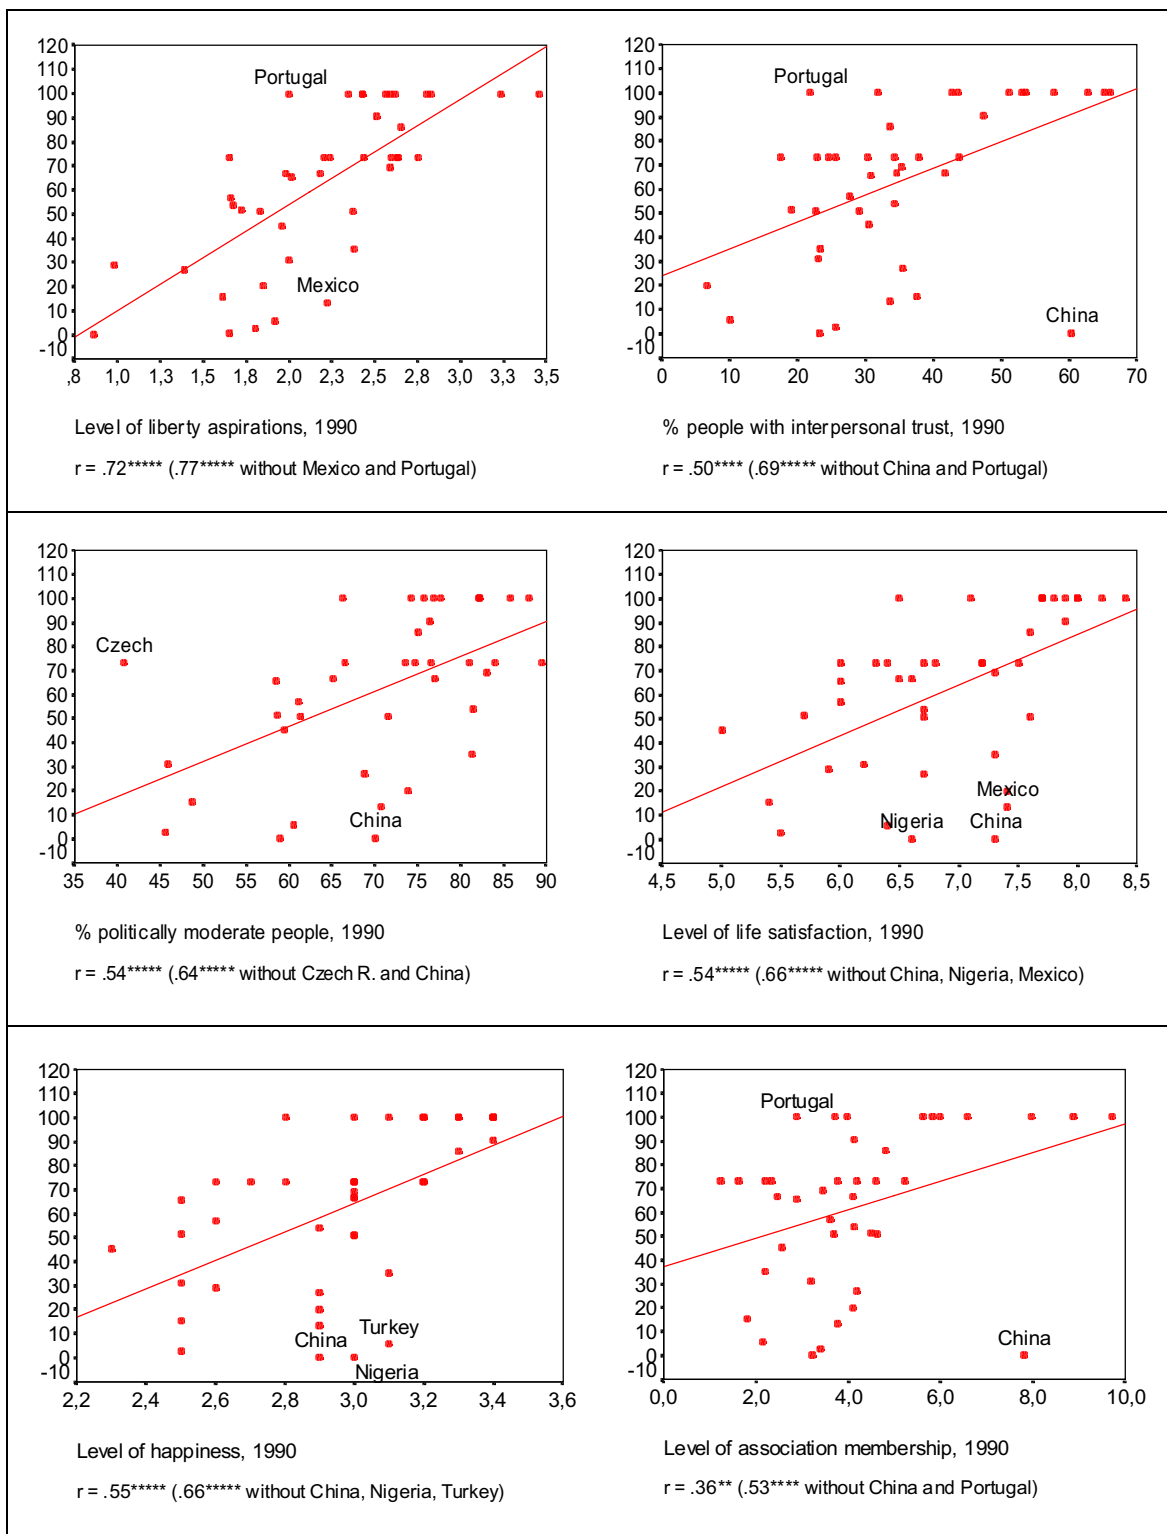 120
110
100
90
80
70
60
50
40
30
20
10
0
-10
Portugal
Mexico
,8 1,0 1,3 1,5 1,8 2,0 2,3 2,5 2,8 3,0 3,3 3,5
Level of liberty aspirations, 1990
r = .72***** (.77***** without Mexico and Portugal)
120
110
100
90
80
70
60
50
40
30
20
10
0
-10
Portugal
China
0 10 20 30 40 50 60 70
% people with interpersonal trust, 1990
r = .50**** (.69***** without China and Portugal)
120
110
100
90
80
70
60
50
40
30
20
10
0
-10
Czech
China
35 40 45 50 55 60 65 70 75 80 85 90
% politically moderate people, 1990
r = .54***** (.64***** without Czech R. and China)
120
110
100
90
80
70
60
50
40
30
20
10
0
-10
Mexico
Nigeria China
4,5 5,0 5,5 6,0 6,5 7,0 7,5 8,0 8,5
Level of life satisfaction, 1990
r = .54***** (.66***** without China, Nigeria, Mexico)
120
110
100
90
80
70
60
50
40
30
20
10
0
-10
Turkey
China
Nigeria
2,2 2,4 2,6 2,8 3,0 3,2 3,4 3,6
Level of happiness, 1990
r = .55***** (.66***** without China, Nigeria, Turkey)
120
110
100
90
80
70
60
50
40
30
20
10
0
-10
Portugal
China
0,0 2,0 4,0 6,0 8,0 10,0
Level of association membership, 1990
r = .36** (.53**** without China and Portugal)